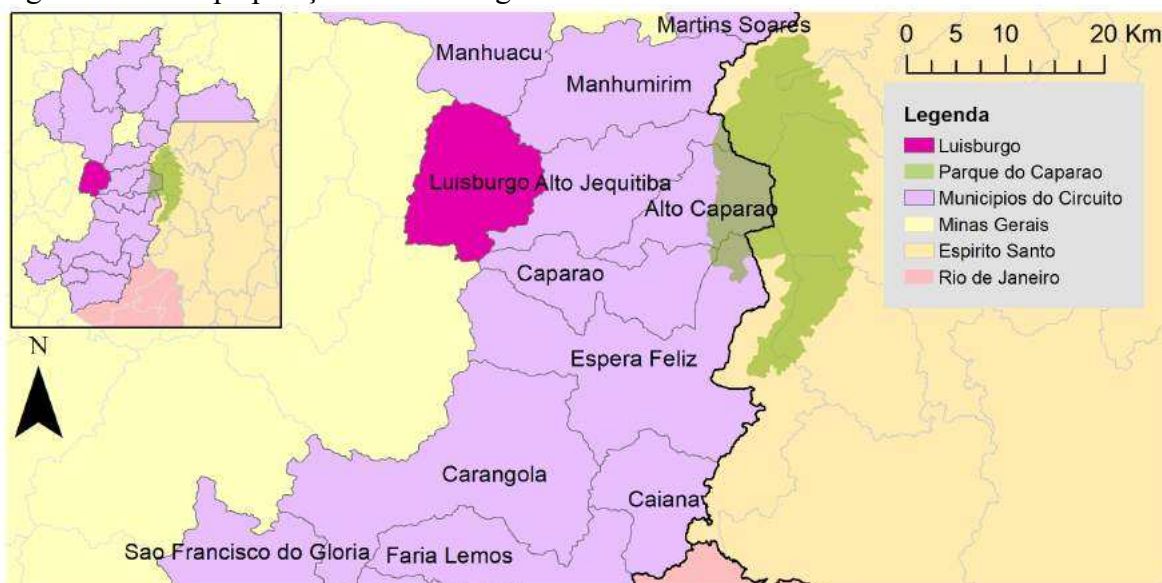 Martins Soares
Manhuacu
Manhumirim
0 5 10 20 Km
Legenda
Luisburgo
Parque do Caparao
Municipios do Circuito
Minas Gerais
Espirito Santo
Rio de Janeiro
Luisburgo
Alto Jequitiba
Alto Caparao
Caparao
N
Espera Feliz
Carangola
Caiana
Sao Francisco do Gloria
Faria Lemos